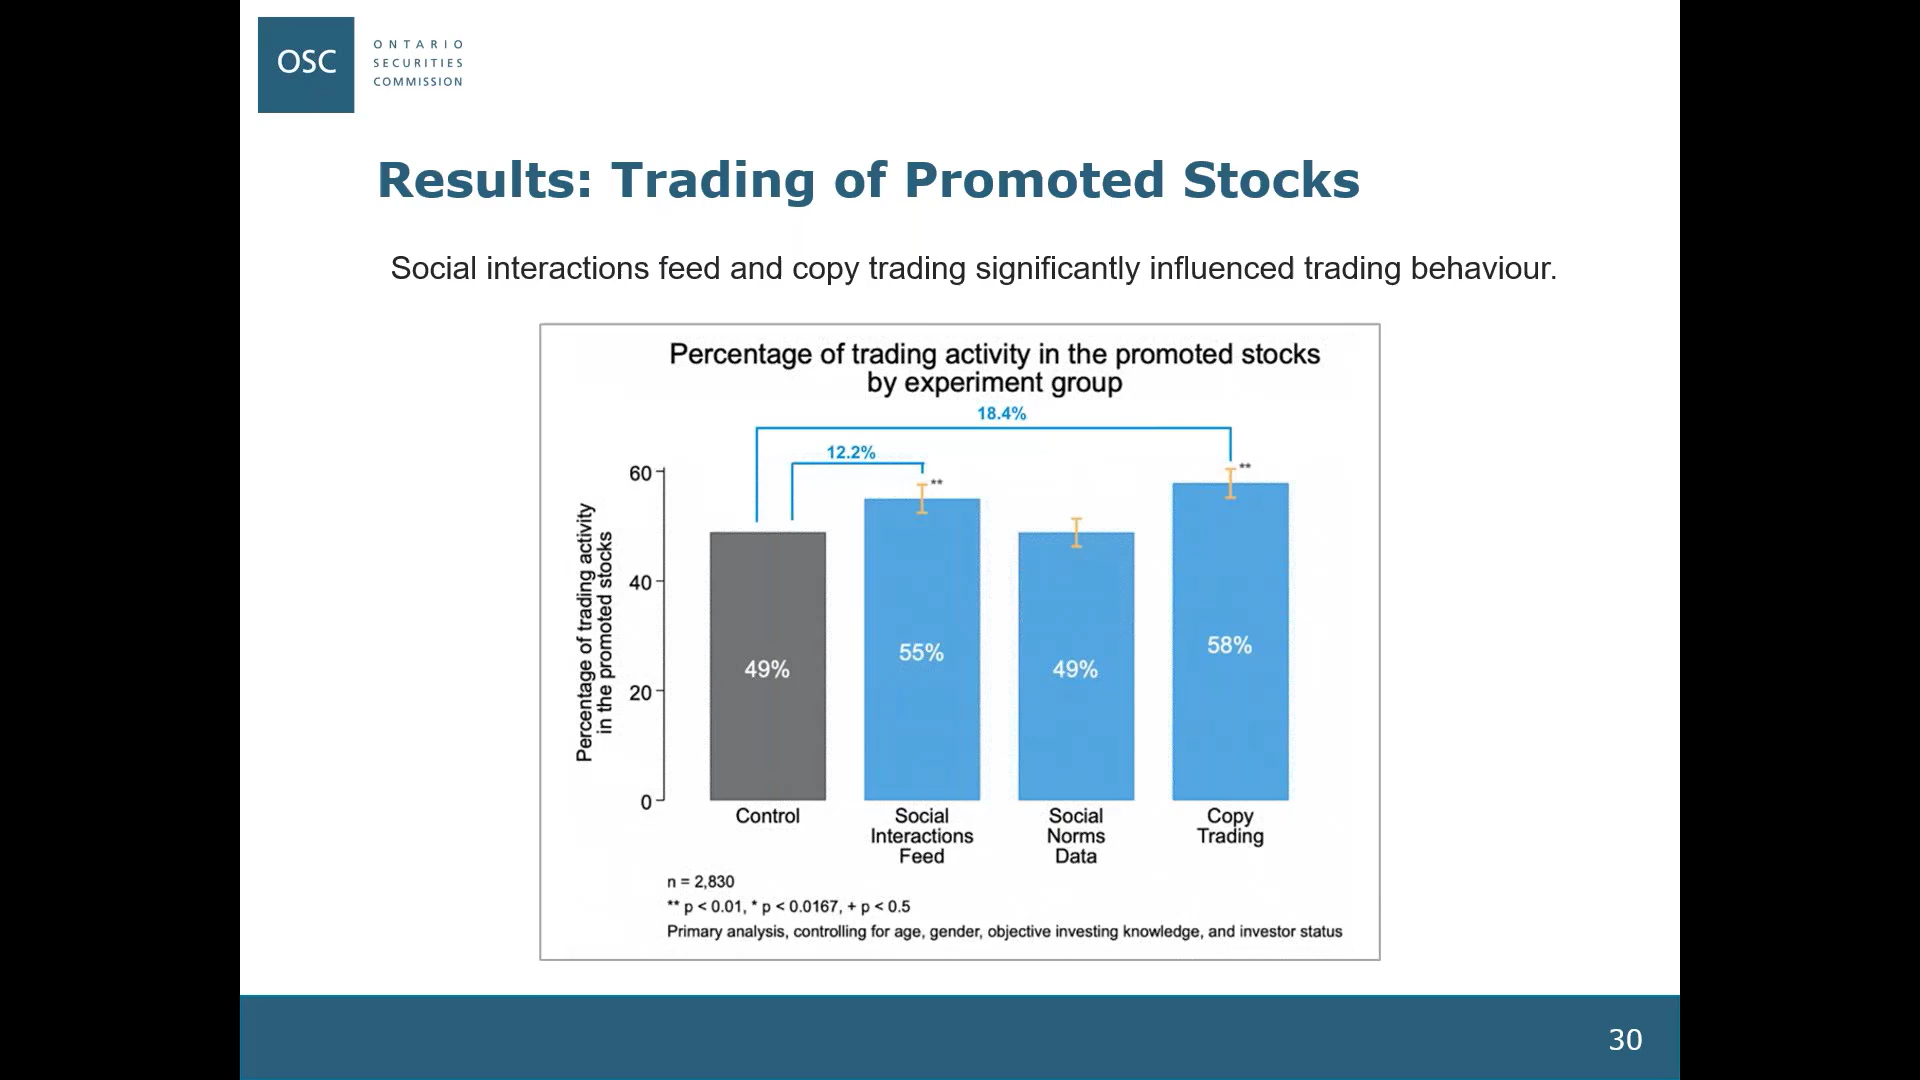 OSC
ONTARIO
SECURITIES
COMMISSION
Results: Trading of Promoted Stocks
Social interactions feed and copy trading significantly influenced trading behaviour.
Percentage of trading activity in the promoted stocks
by experiment group
18.4%
12.2%
**
**
Percentage of trading activity
in the promoted stocks
60
40
20
0
49%
55%
49%
58%
Control
Social
Interactions
Feed
Social
Norms
Data
Copy
Trading
n = 2,830
** p < 0.01, * p < 0.0167, + p < 0.5
Primary analysis, controlling for age, gender, objective investing knowledge, and investor status
30